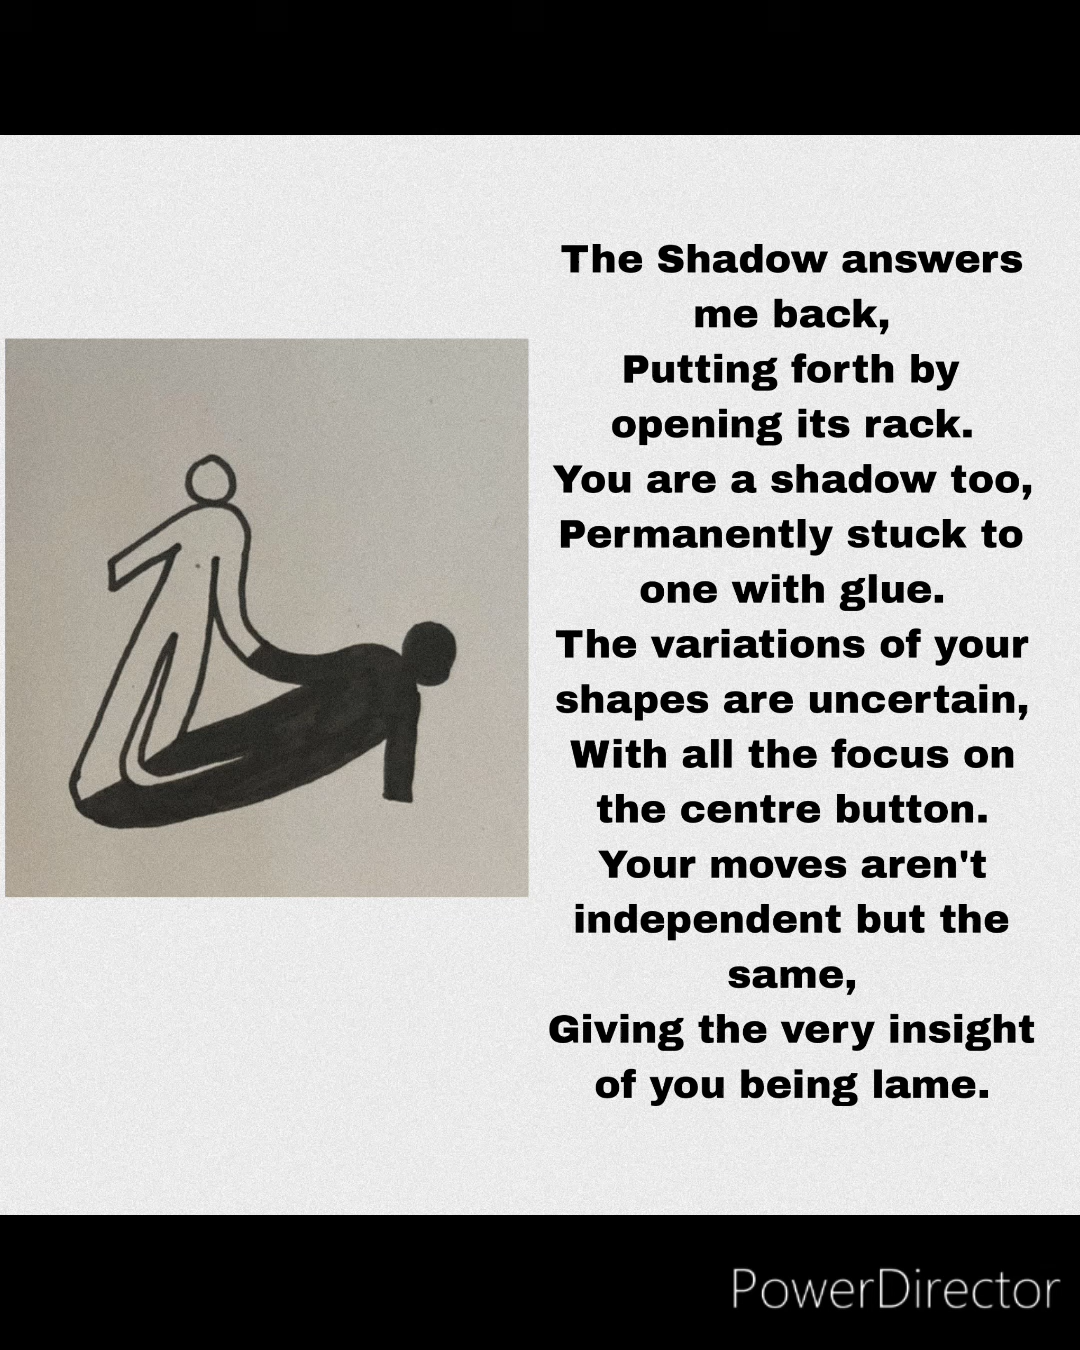 The Shadow answers
me back,
Putting forth by
opening its rack.
You are a shadow too,
Permanently stuck to
one with glue.
The variations of your
shapes are uncertain,
With all the focus on
the centre button.
Your moves aren't
independent but the
same,
Giving the very insight
of you being lame.
PowerDirector